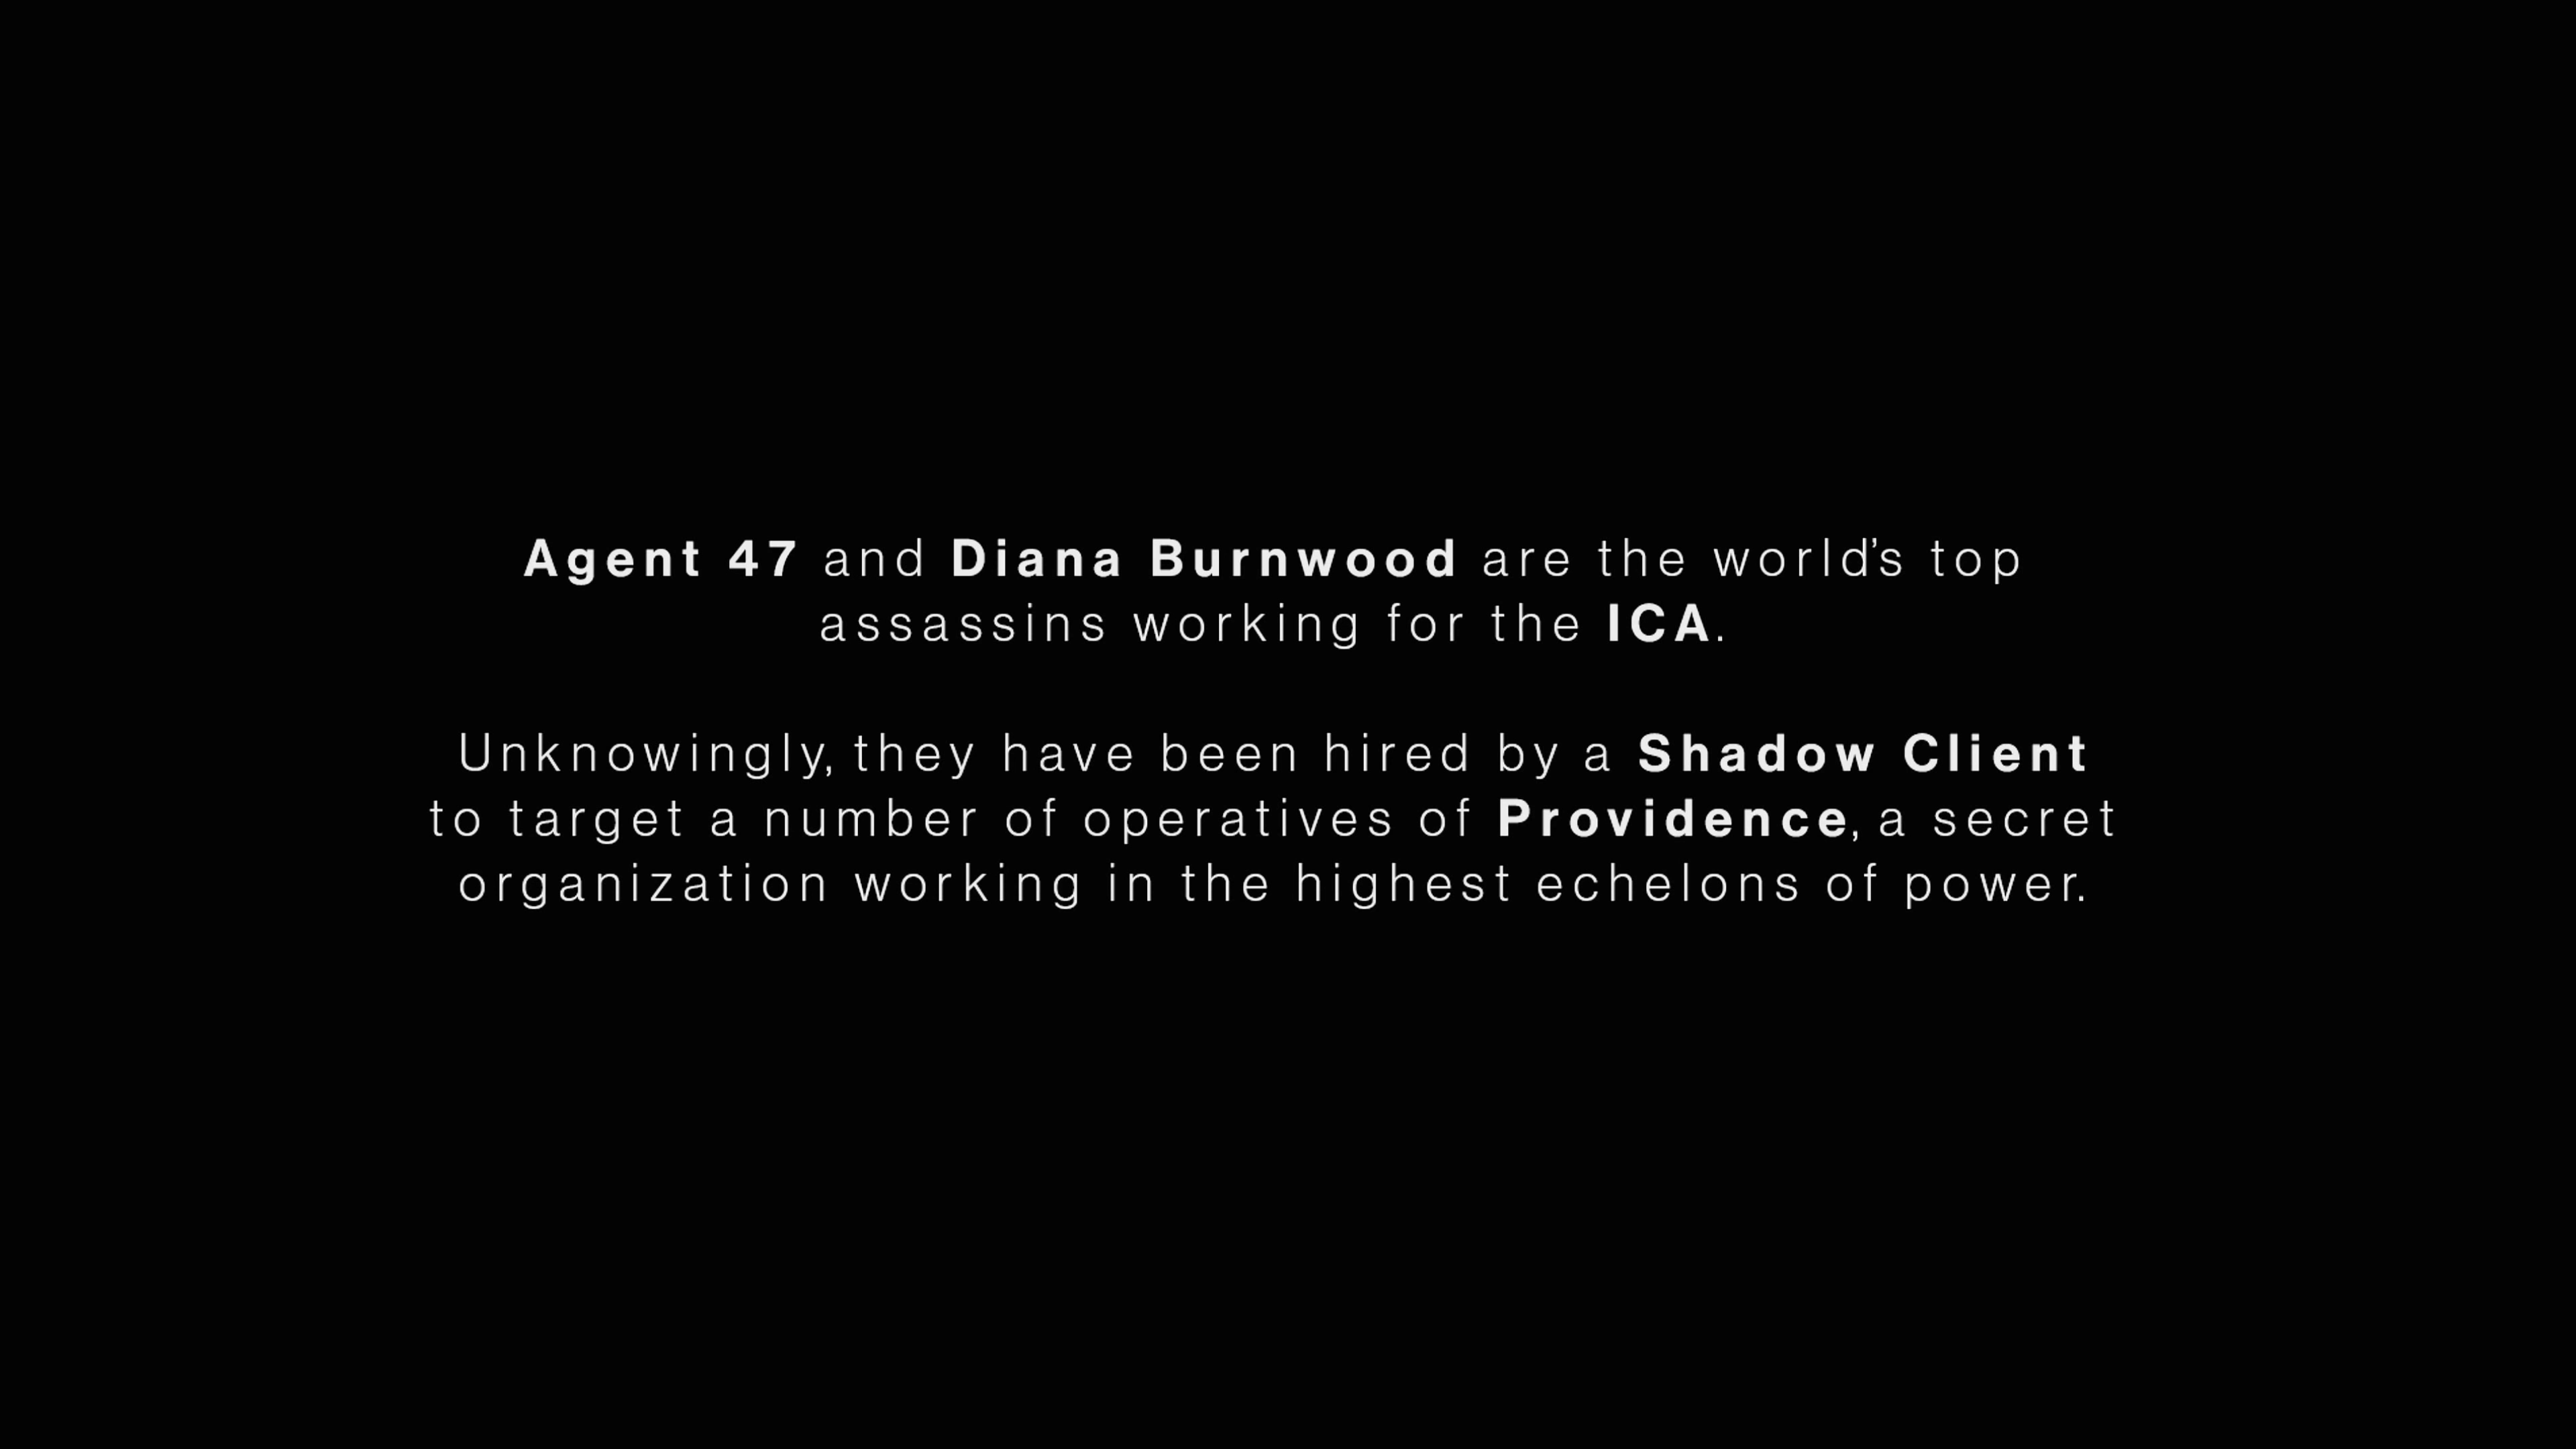 Agent 47 and Diana Burnwood are the world’s top
assassins working for the ICA.
Unknowingly, they have been hired by a Shadow Client
to target a number of operatives of Providence, a secret
organization working in the highest echelons of power.